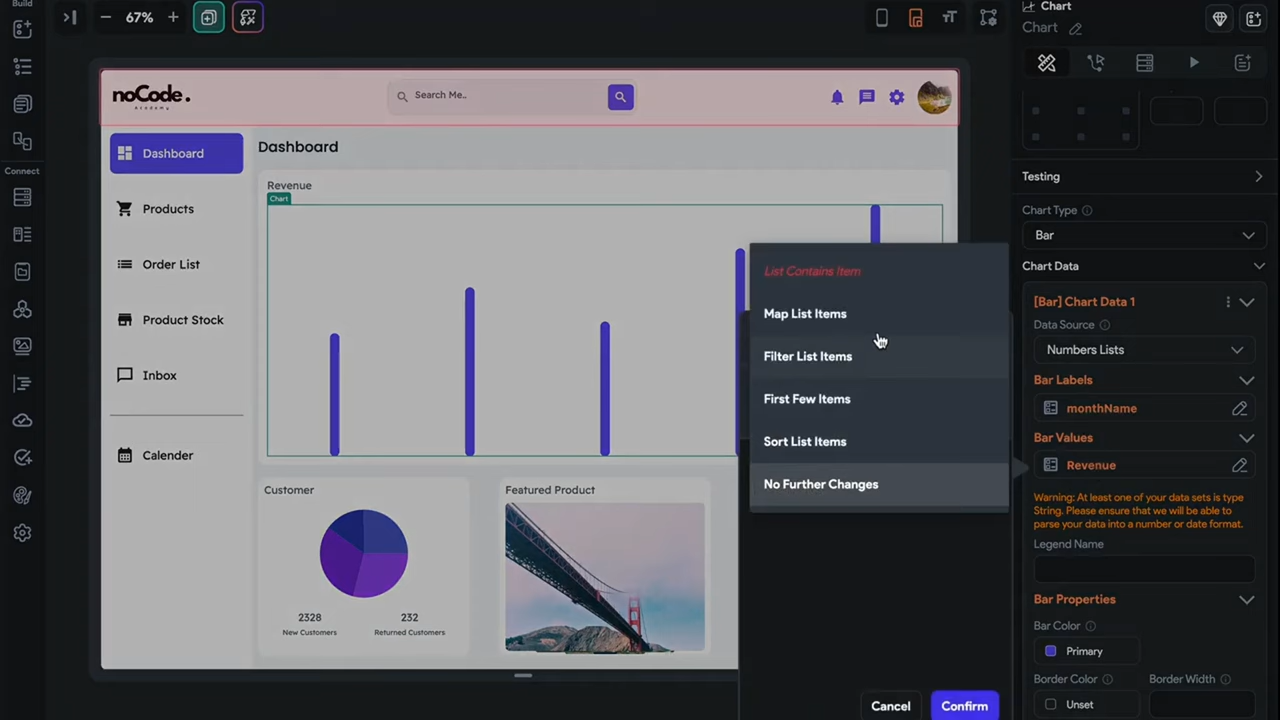 Build
67%
Chart
Chart
noCode.
ACADEMY
Search Me..
Dashboard
Products
Order List
Product Stock
Inbox
Calender
Connect
Dashboard
Revenue
Chart
Customer
2328
New Customers
232
Returned Customers
Featured Product
List Contains Item
Map List Items
Filter List Items
First Few Items
Sort List Items
No Further Changes
Cancel
Confirm
Testing
Chart Type
Bar
Chart Data
[Bar] Chart Data 1
Data Source
Numbers Lists
Bar Labels
monthName
Bar Values
Revenue
Warning: At least one of your data sets is type
String. Please ensure that we will be able to
parse your data into a number or date format.
Legend Name
Bar Properties
Bar Color
Primary
Border Color
Border Width
Unset